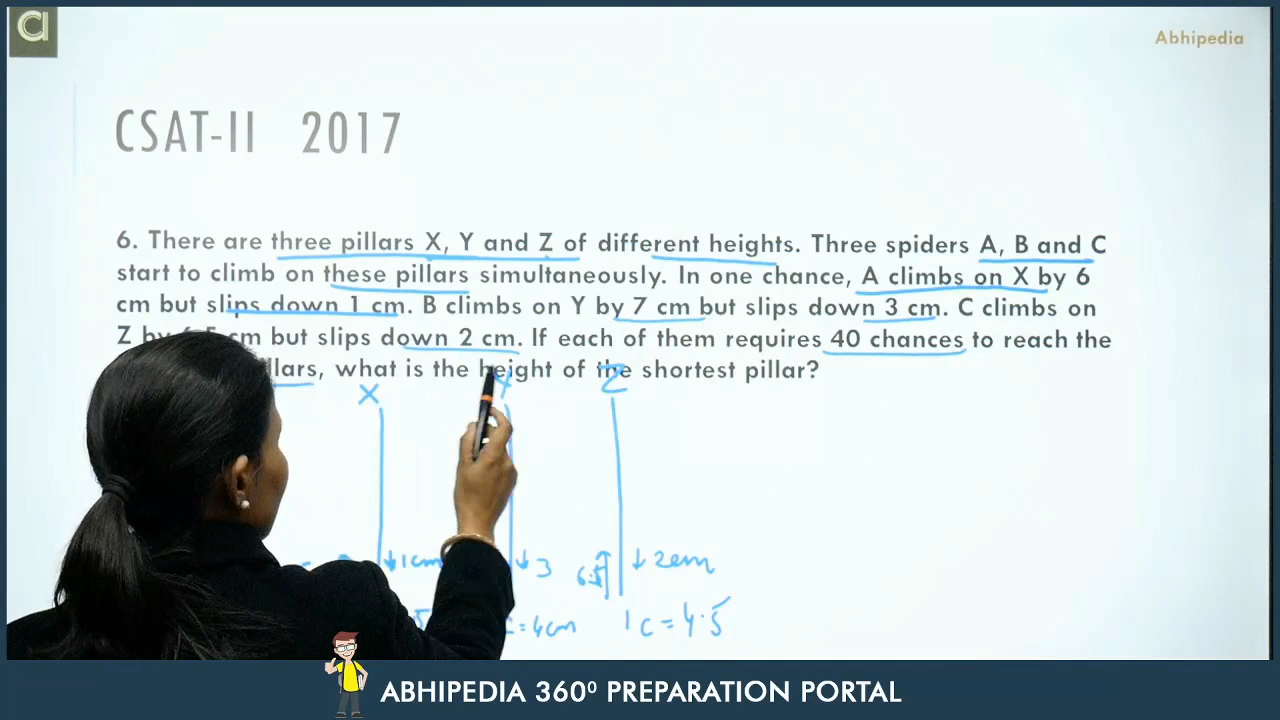 a
Abhipedia
CSAT-II 2017
6. There are three pillars X, Y and Z of different heights. Three spiders A, B and C
start to climb on these pillars simultaneously. In one chance, A climbs on X by 6
cm but slips down 1 cm. B climbs on Y by 7 cm but slips down 3 cm. C climbs on
Z by cm but slips down 2 cm. If each of them requires 40 chances to reach the
, what is the height of the shortest pillar?
X Y Z
↓1cm ↓3 6.5 ↓2cm
=4cm 1c=4.5
ABHIPEDIA 360⁰ PREPARATION PORTAL